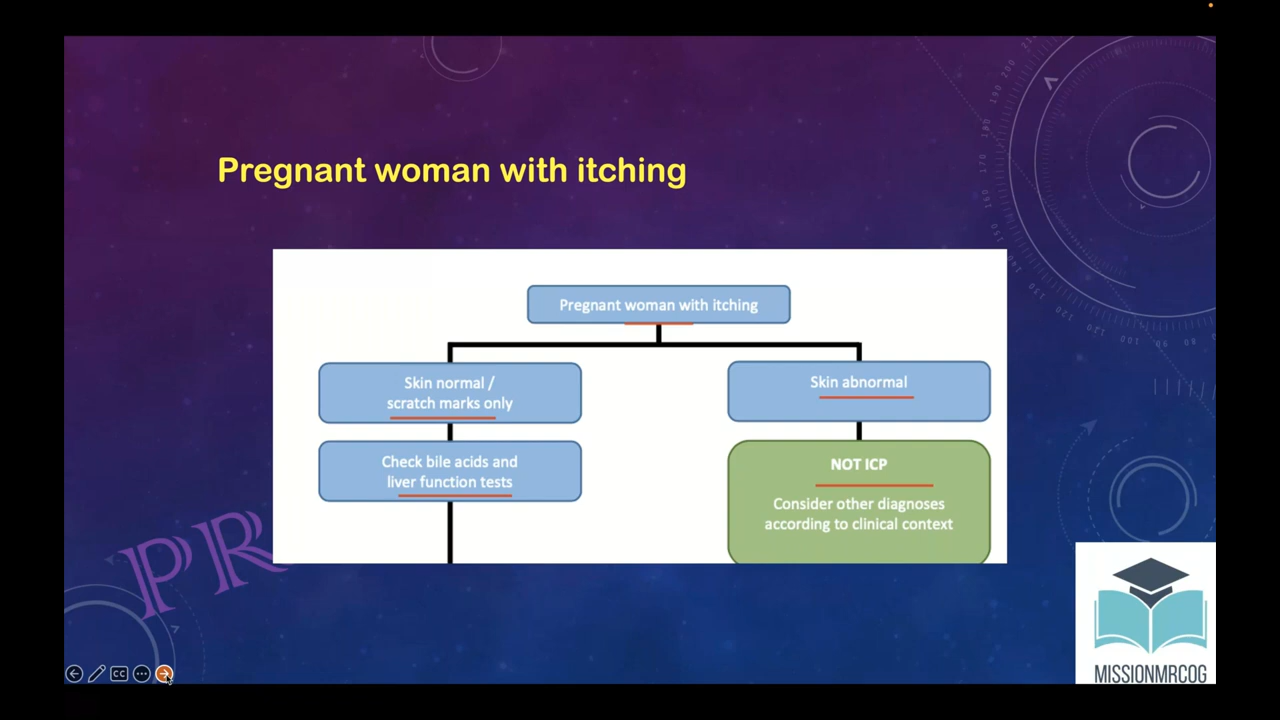 Pregnant woman with itching
Pregnant woman with itching
Skin normal /
scratch marks only
Skin abnormal
Check bile acids and
liver function tests
NOT ICP
Consider other diagnoses
according to clinical context
PR
CC
MISSIONMRCOG